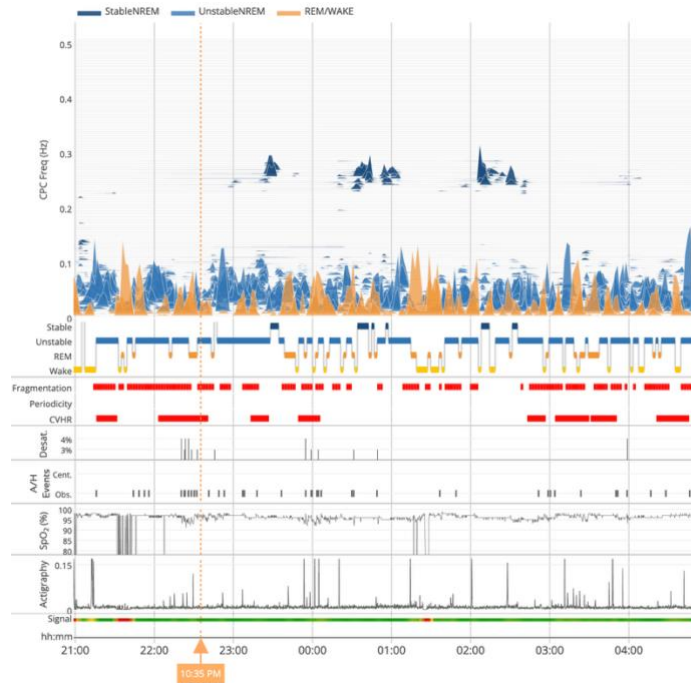 StableNREM UnstableNREM REM/WAKE
0.5
0.4
0.3
0.2
0.1
0
CPC Freq (Hz)
Stable
Unstable
REM
Wake
Fragmentation
Periodicity
CVHR
Desat.
4%
3%
A/H Events
Cent.
Obs.
SpO₂ (%)
100
95
90
85
80
Actigraphy
0.15
0
Signal
hh:mm
21:00 22:00 23:00 00:00 01:00 02:00 03:00 04:00
10:35 PM